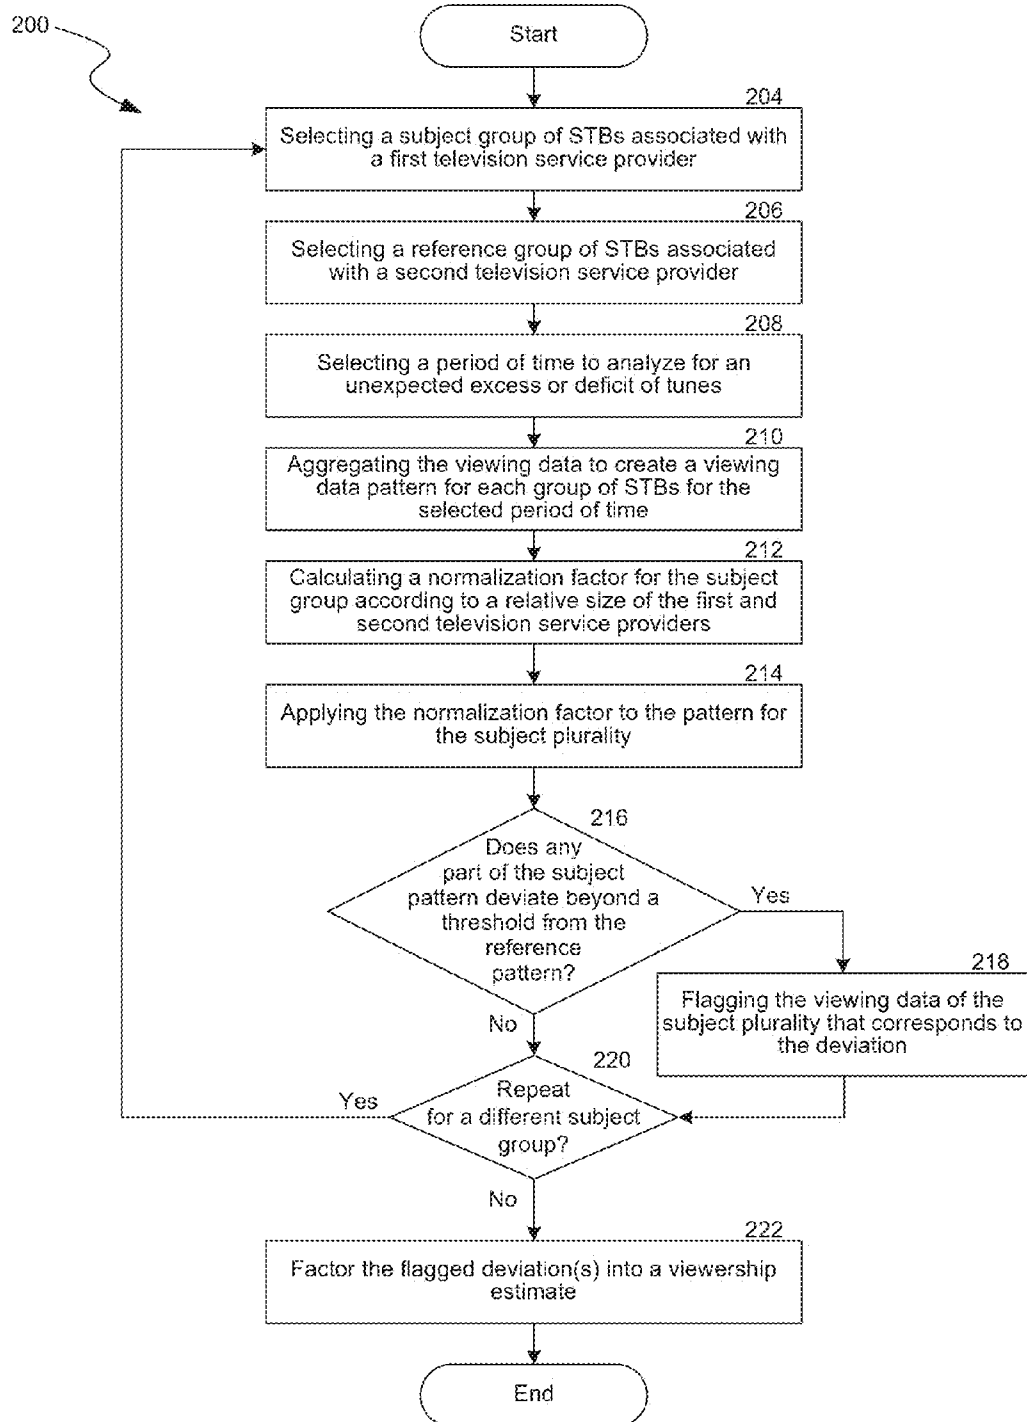 200
Start
204
Selecting a subject group of STBs associated with
a first television service provider
206
Selecting a reference group of STBs associated
with a second television service provider
208
Selecting a period of time to analyze for an
unexpected excess or deficit of tunes
210
Aggregating the viewing data to create a viewing
data pattern for each group of STBs for the
selected period of time
212
Calculating a normalization factor for the subject
group according to a relative size of the first and
second television service providers
214
Applying the normalization factor to the pattern for
the subject plurality
216
Does any
part of the subject
pattern deviate beyond a
threshold from the
reference
pattern?
Yes
218
Flagging the viewing data of the
subject plurality that corresponds to
the deviation
No
220
Repeat
for a different subject
group?
Yes
No
222
Factor the flagged deviation(s) into a viewership
estimate
End